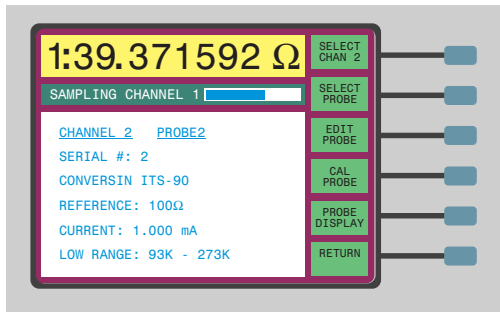 1:39.371592 Ω
SAMPLING CHANNEL 1
CHANNEL 2 PROBE2
SERIAL #: 2
CONVERSIN ITS-90
REFERENCE: 100Ω
CURRENT: 1.000 mA
LOW RANGE: 93K - 273K
SELECT
CHAN 2
SELECT
PROBE
EDIT
PROBE
CAL
PROBE
PROBE
DISPLAY
RETURN